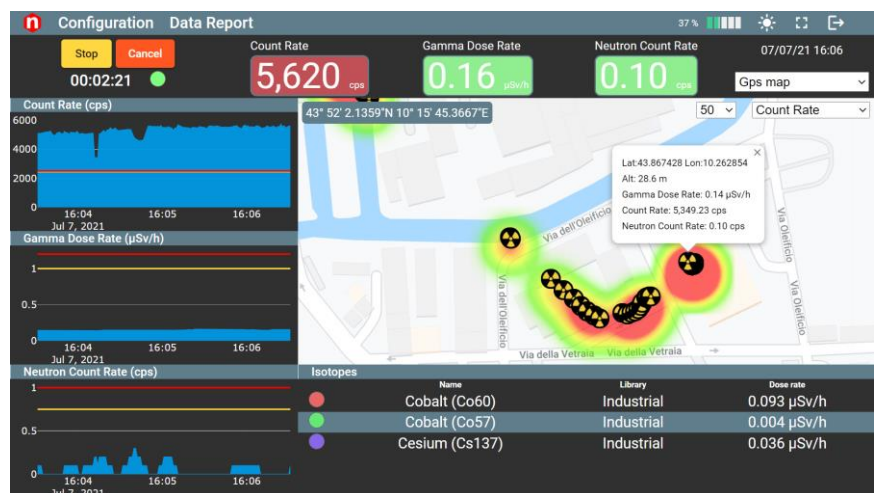 n Configuration Data Report 37 %
Stop Cancel
00:02:21
Count Rate
5,620 cps
Gamma Dose Rate
0.16 μSv/h
Neutron Count Rate
0.10 cps
07/07/21 16:06
Gps map
Count Rate (cps)
6000
4000
2000
0
16:04 16:05 16:06
Jul 7, 2021
Gamma Dose Rate (μSv/h)
1
0.5
0
16:04 16:05 16:06
Jul 7, 2021
Neutron Count Rate (cps)
1
0.5
0
16:04 16:05 16:06
Jul 7, 2021
43° 52' 2.1359"N 10° 15' 45.3667"E
50 Count Rate
Lat:43.867428 Lon:10.262854
Alt: 28.6 m
Gamma Dose Rate: 0.14 μSv/h
Count Rate: 5,349.23 cps
Neutron Count Rate: 0.10 cps
Via dell'Oleificio
Via dell'Oleificio
Via Oleificio
Via Oleificio
Via della Vetraia Via della Vetraia
Isotopes
Name Library Dose rate
Cobalt (Co60) Industrial 0.093 μSv/h
Cobalt (Co57) Industrial 0.004 μSv/h
Cesium (Cs137) Industrial 0.036 μSv/h